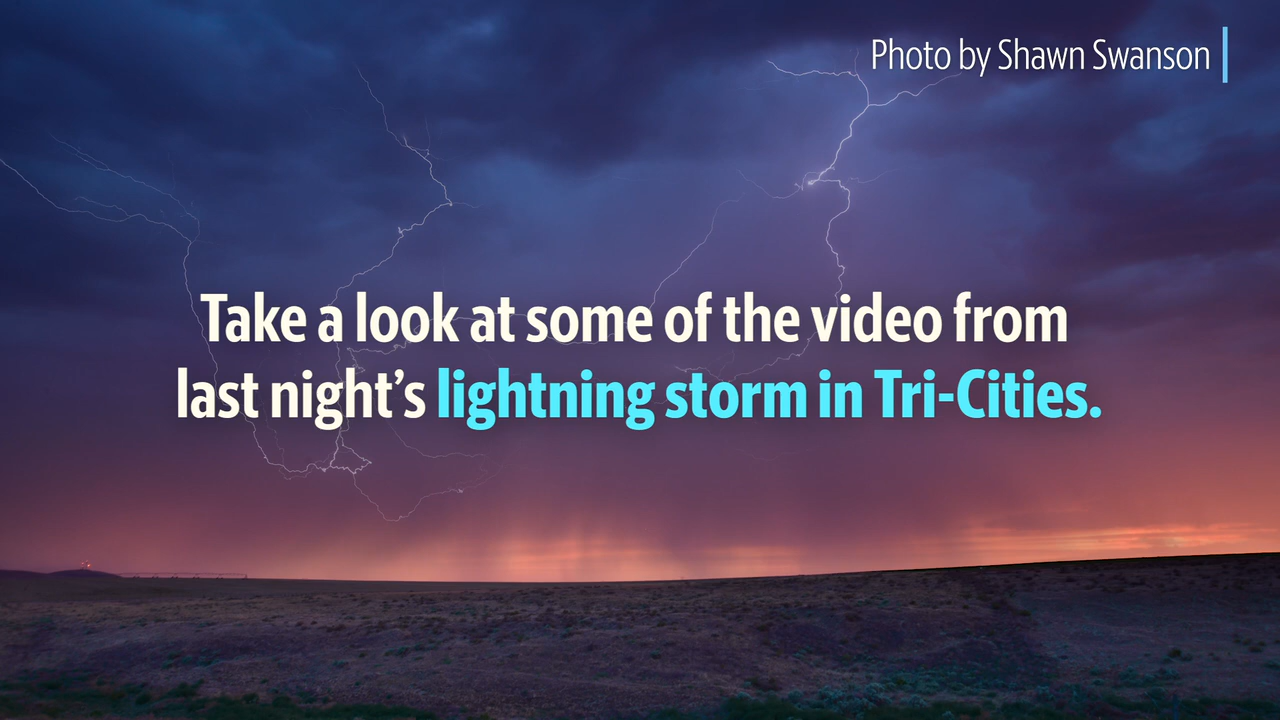 Photo by Shawn Swanson
Take a look at some of the video from
last night’s lightning storm in Tri-Cities.